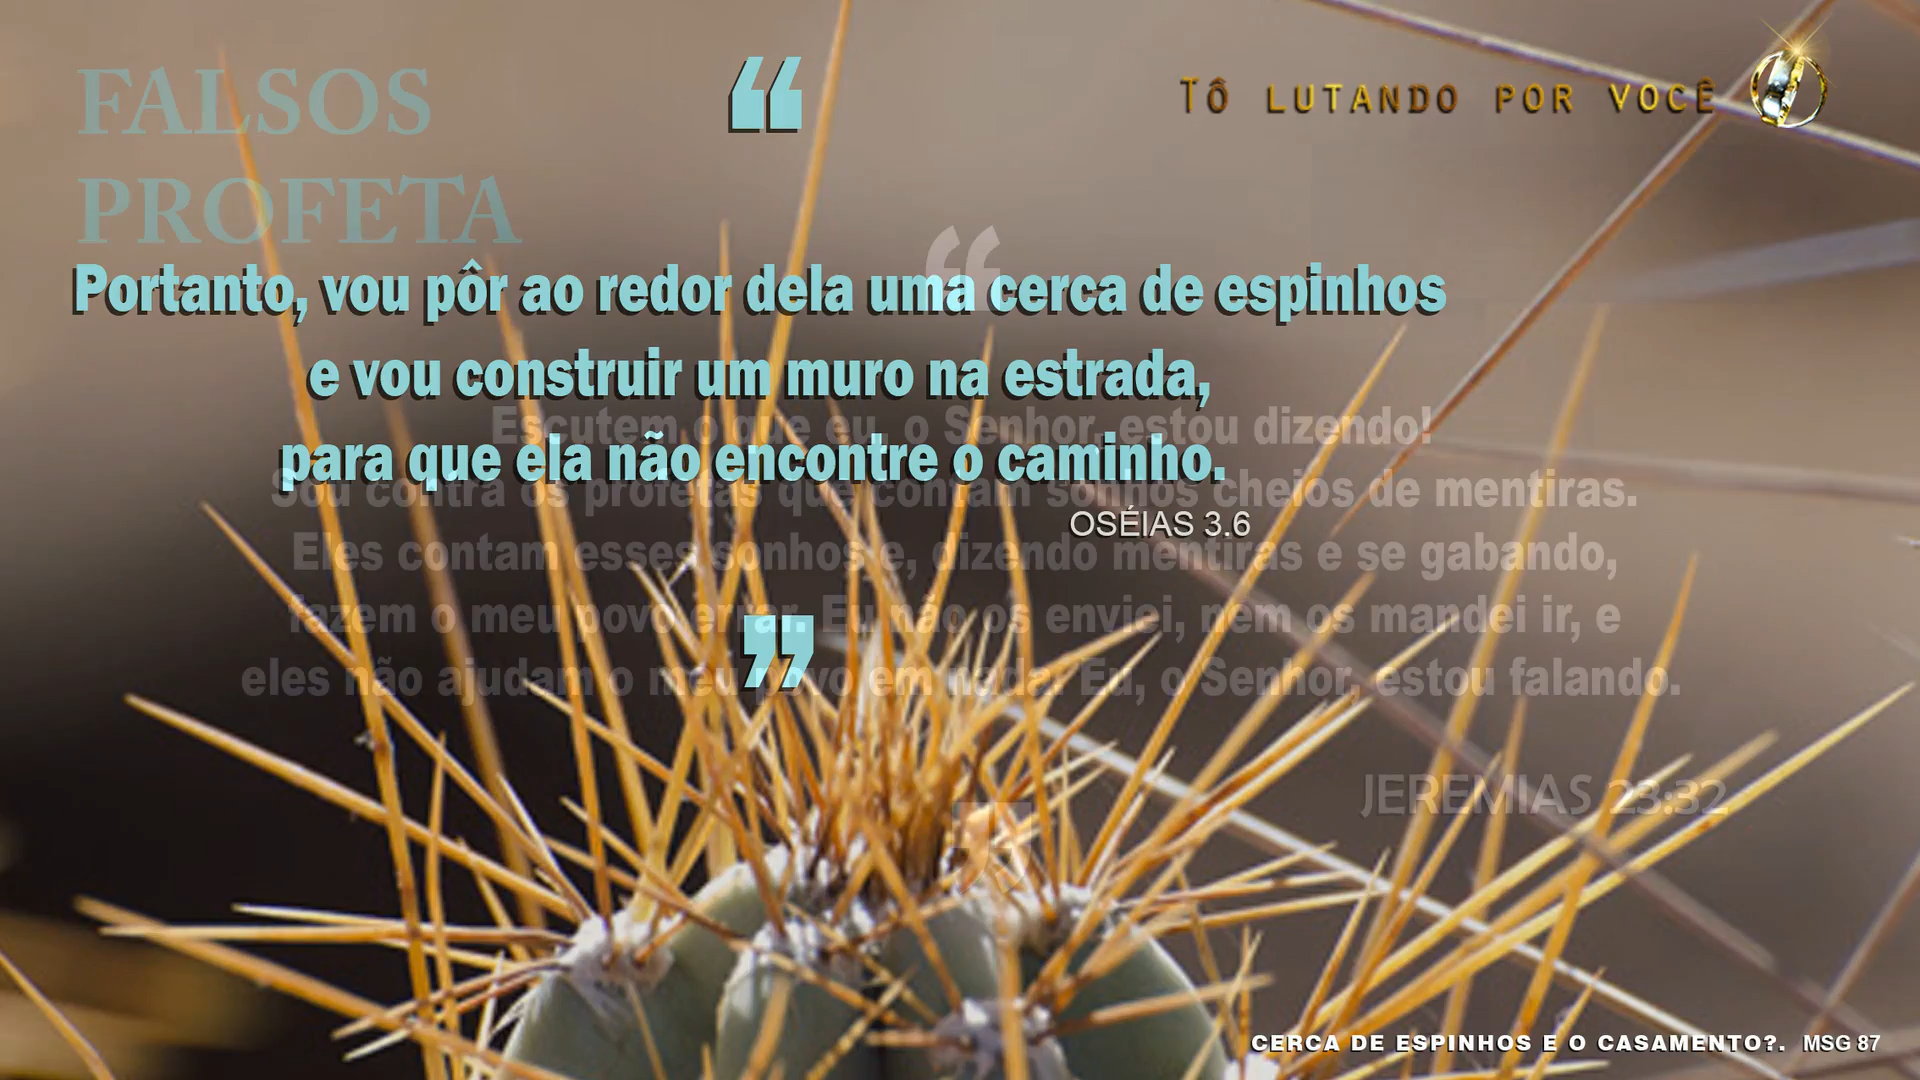 FALSOS
PROFETA
“
TÔ LUTANDO POR VOCÊ
Portanto, vou pôr ao redor dela uma cerca de espinhos
e vou construir um muro na estrada,
para que ela não encontre o caminho.
OSÉIAS 3.6
”
“
Escutem o que eu, o Senhor, estou dizendo!
Sou contra os profetas que contam sonhos cheios de mentiras.
Eles contam esses sonhos e, dizendo mentiras e se gabando,
fazem o meu povo errar. Eu não os enviei, nem os mandei ir, e
eles não ajudam o meu povo em nada. Eu, o Senhor, estou falando.
JEREMIAS 23:32
”
CERCA DE ESPINHOS E O CASAMENTO?. MSG 87